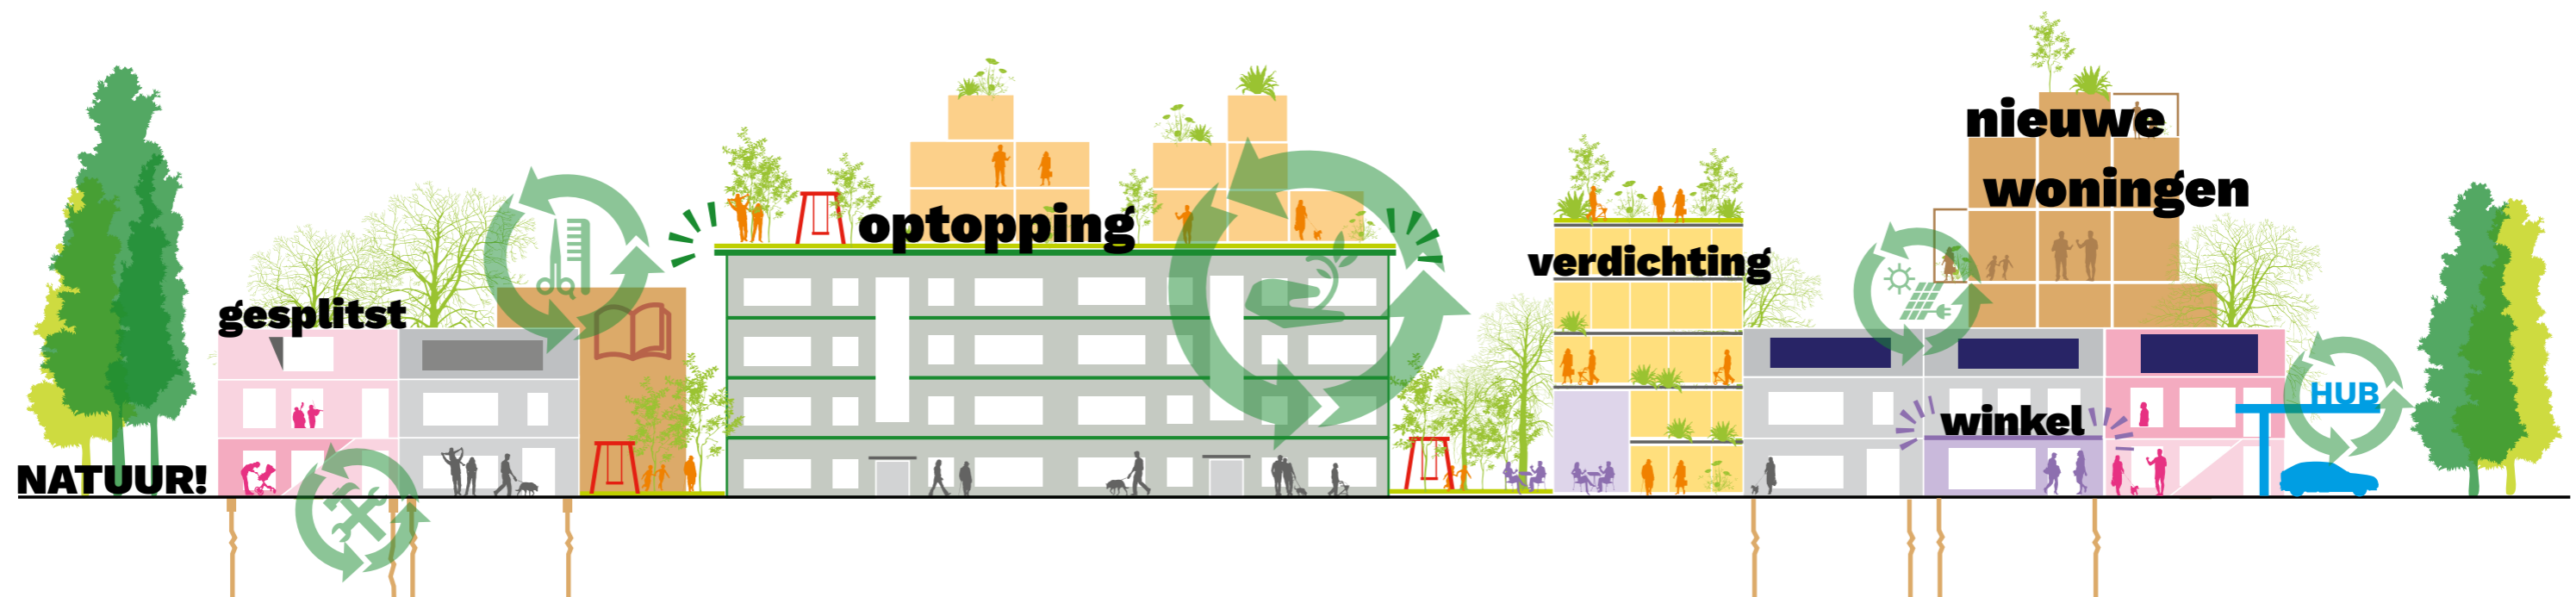 NATUUR!
gesplitst
optopping
verdichting
winkel
nieuwe
woningen
HUB